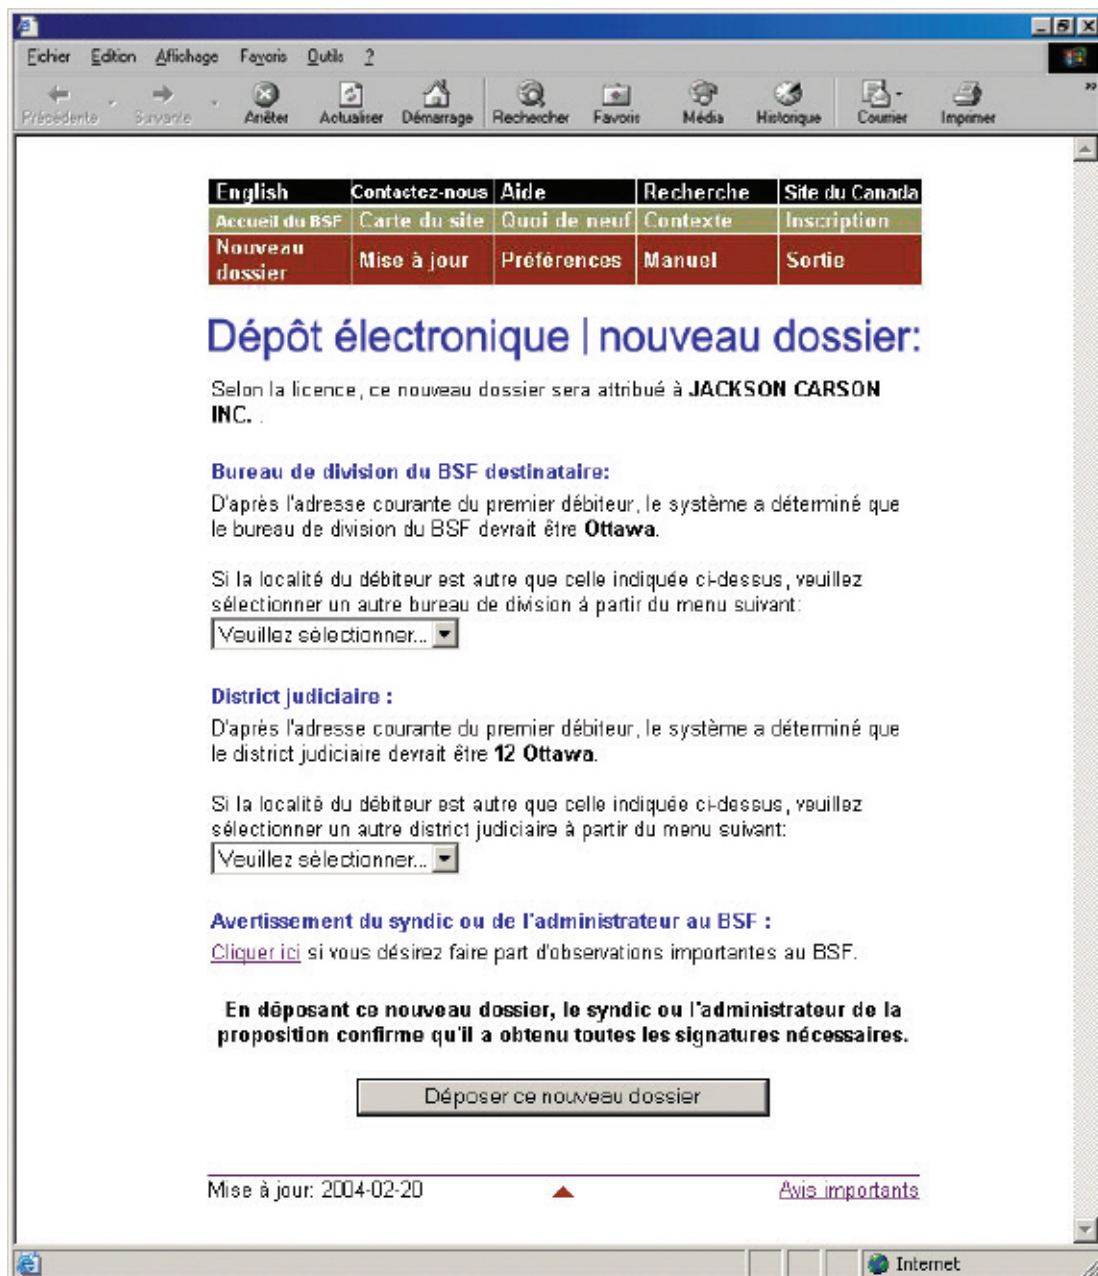 Fichier Edition Affichage Favoris Outils ?
Précédente Suivante Arrêter Actualiser Démarrage Rechercher Favoris Média Historique Courrier Imprimer »
English Contactez-nous Aide Recherche Site du Canada
Accueil du BSF Carte du site Quoi de neuf Contexte Inscription
Nouveau dossier Mise à jour Préférences Manuel Sortie
Dépôt électronique | nouveau dossier:
Selon la licence, ce nouveau dossier sera attribué à JACKSON CARSON
INC. .
Bureau de division du BSF destinataire:
D'après l'adresse courante du premier débiteur, le système a déterminé que
le bureau de division du BSF devrait être Ottawa.
Si la localité du débiteur est autre que celle indiquée ci-dessus, veuillez
sélectionner un autre bureau de division à partir du menu suivant:
Veuillez sélectionner...
District judiciaire :
D'après l'adresse courante du premier débiteur, le système a déterminé que
le district judiciaire devrait être 12 Ottawa.
Si la localité du débiteur est autre que celle indiquée ci-dessus, veuillez
sélectionner un autre district judiciaire à partir du menu suivant:
Veuillez sélectionner...
Avertissement du syndic ou de l'administrateur au BSF :
Cliquer ici si vous désirez faire part d'observations importantes au BSF.
En déposant ce nouveau dossier, le syndic ou l'administrateur de la
proposition confirme qu'il a obtenu toutes les signatures nécessaires.
Déposer ce nouveau dossier
Mise à jour: 2004-02-20 Avis importants
Internet